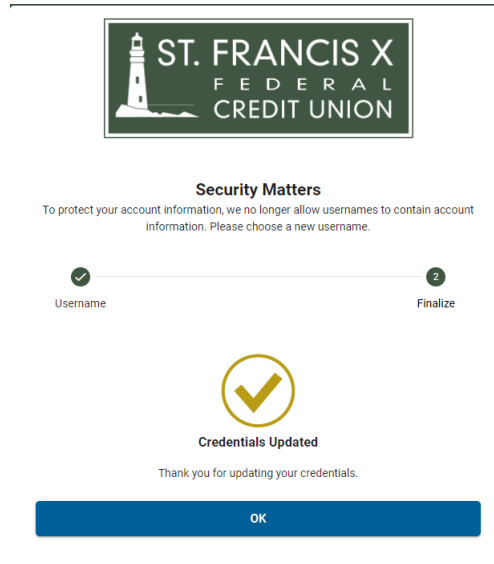 ST. FRANCIS X
FEDERAL
CREDIT UNION
Security Matters
To protect your account information, we no longer allow usernames to contain account
information. Please choose a new username.
2
Username
Finalize
Credentials Updated
Thank you for updating your credentials.
OK